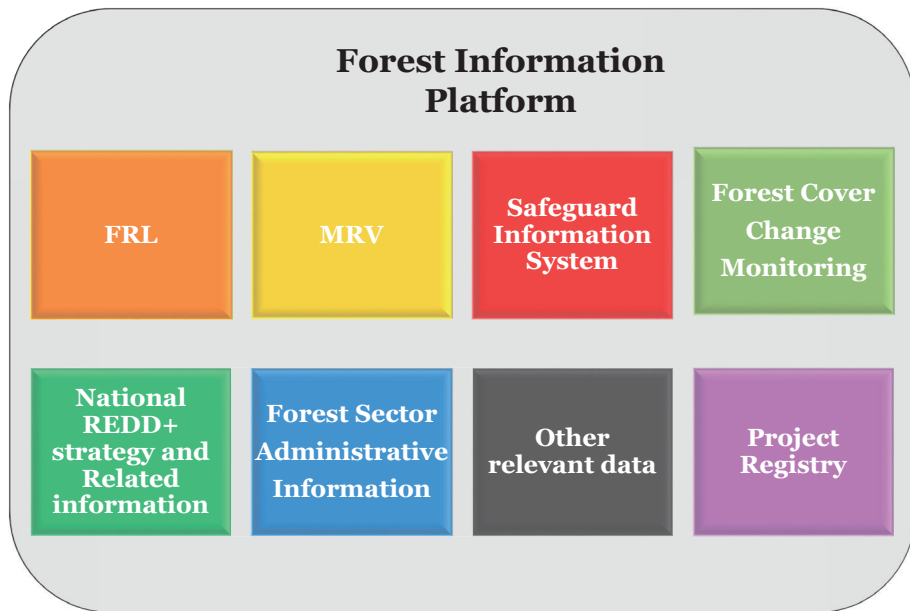 Forest Information
Platform
FRL
MRV
Safeguard
Information
System
Forest Cover
Change
Monitoring
National
REDD+
strategy and
Related
information
Forest Sector
Administrative
Information
Other
relevant data
Project
Registry